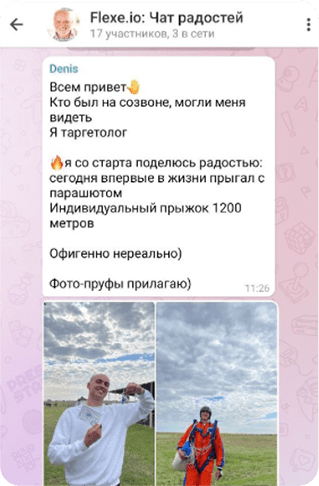 Flexe.io: Чат радостей
17 участников, 3 в сети
Denis
Всем привет🤚
Кто был на созвоне, могли меня
видеть
Я таргетолог
🔥я со старта поделюсь радостью:
сегодня впервые в жизни прыгал с
парашютом
Индивидуальный прыжок 1200
метров
Офигенно нереально)
Фото-пруфы прилагаю)
11:26